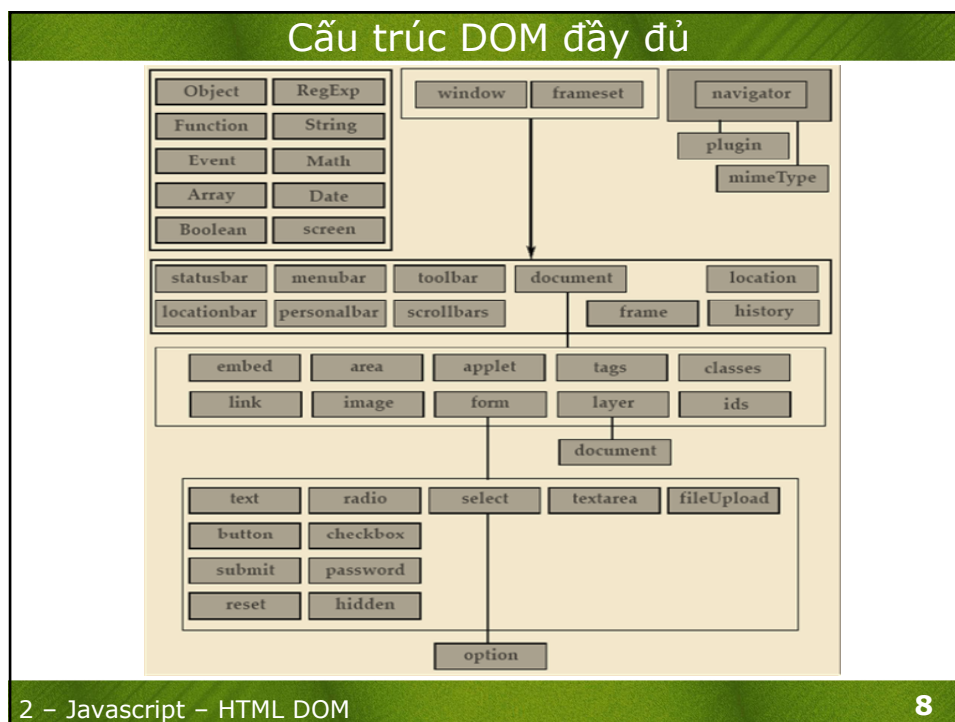 Cấu trúc DOM đầy đủ
Object RegExp
Function String
Event Math
Array Date
Boolean screen
window frameset
navigator
plugin
mimeType
statusbar menubar toolbar document location
locationbar personalbar scrollbars frame history
embed area applet tags classes
link image form layer ids
document
text radio select textarea fileUpload
button checkbox
submit password
reset hidden
option
2 – Javascript – HTML DOM 8